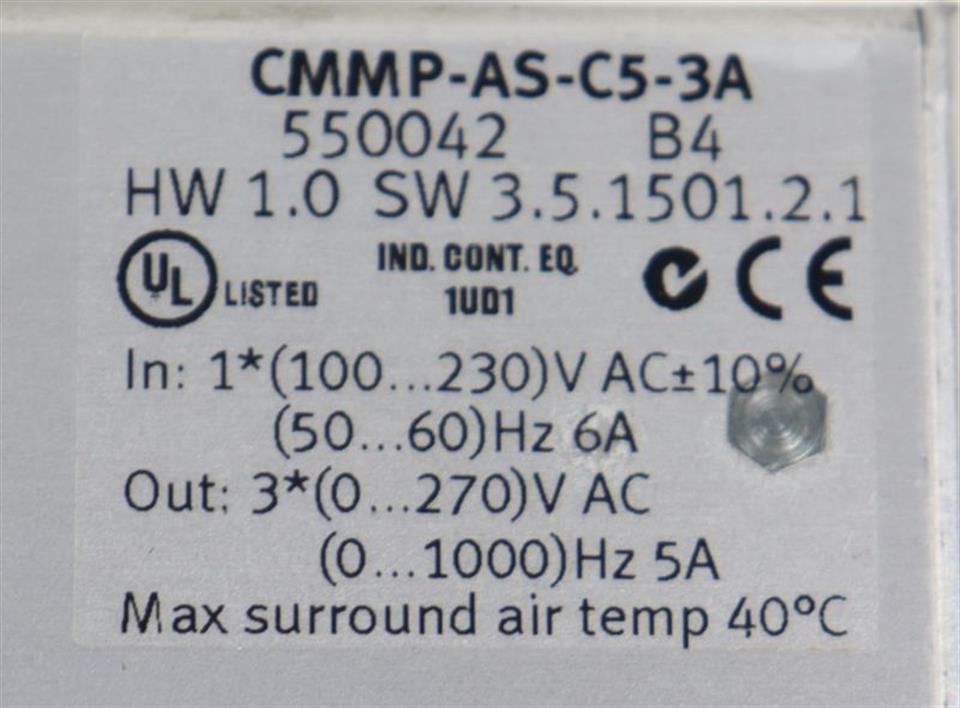 CMMP-AS-C5-3A
550042 B4
HW 1.0 SW 3.5.1501.2.1
UL LISTED IND. CONT. EQ. 1UD1 CE
In: 1*(100...230)V AC±10%
(50...60)Hz 6A
Out: 3*(0...270)V AC
(0...1000)Hz 5A
Max surround air temp 40°C